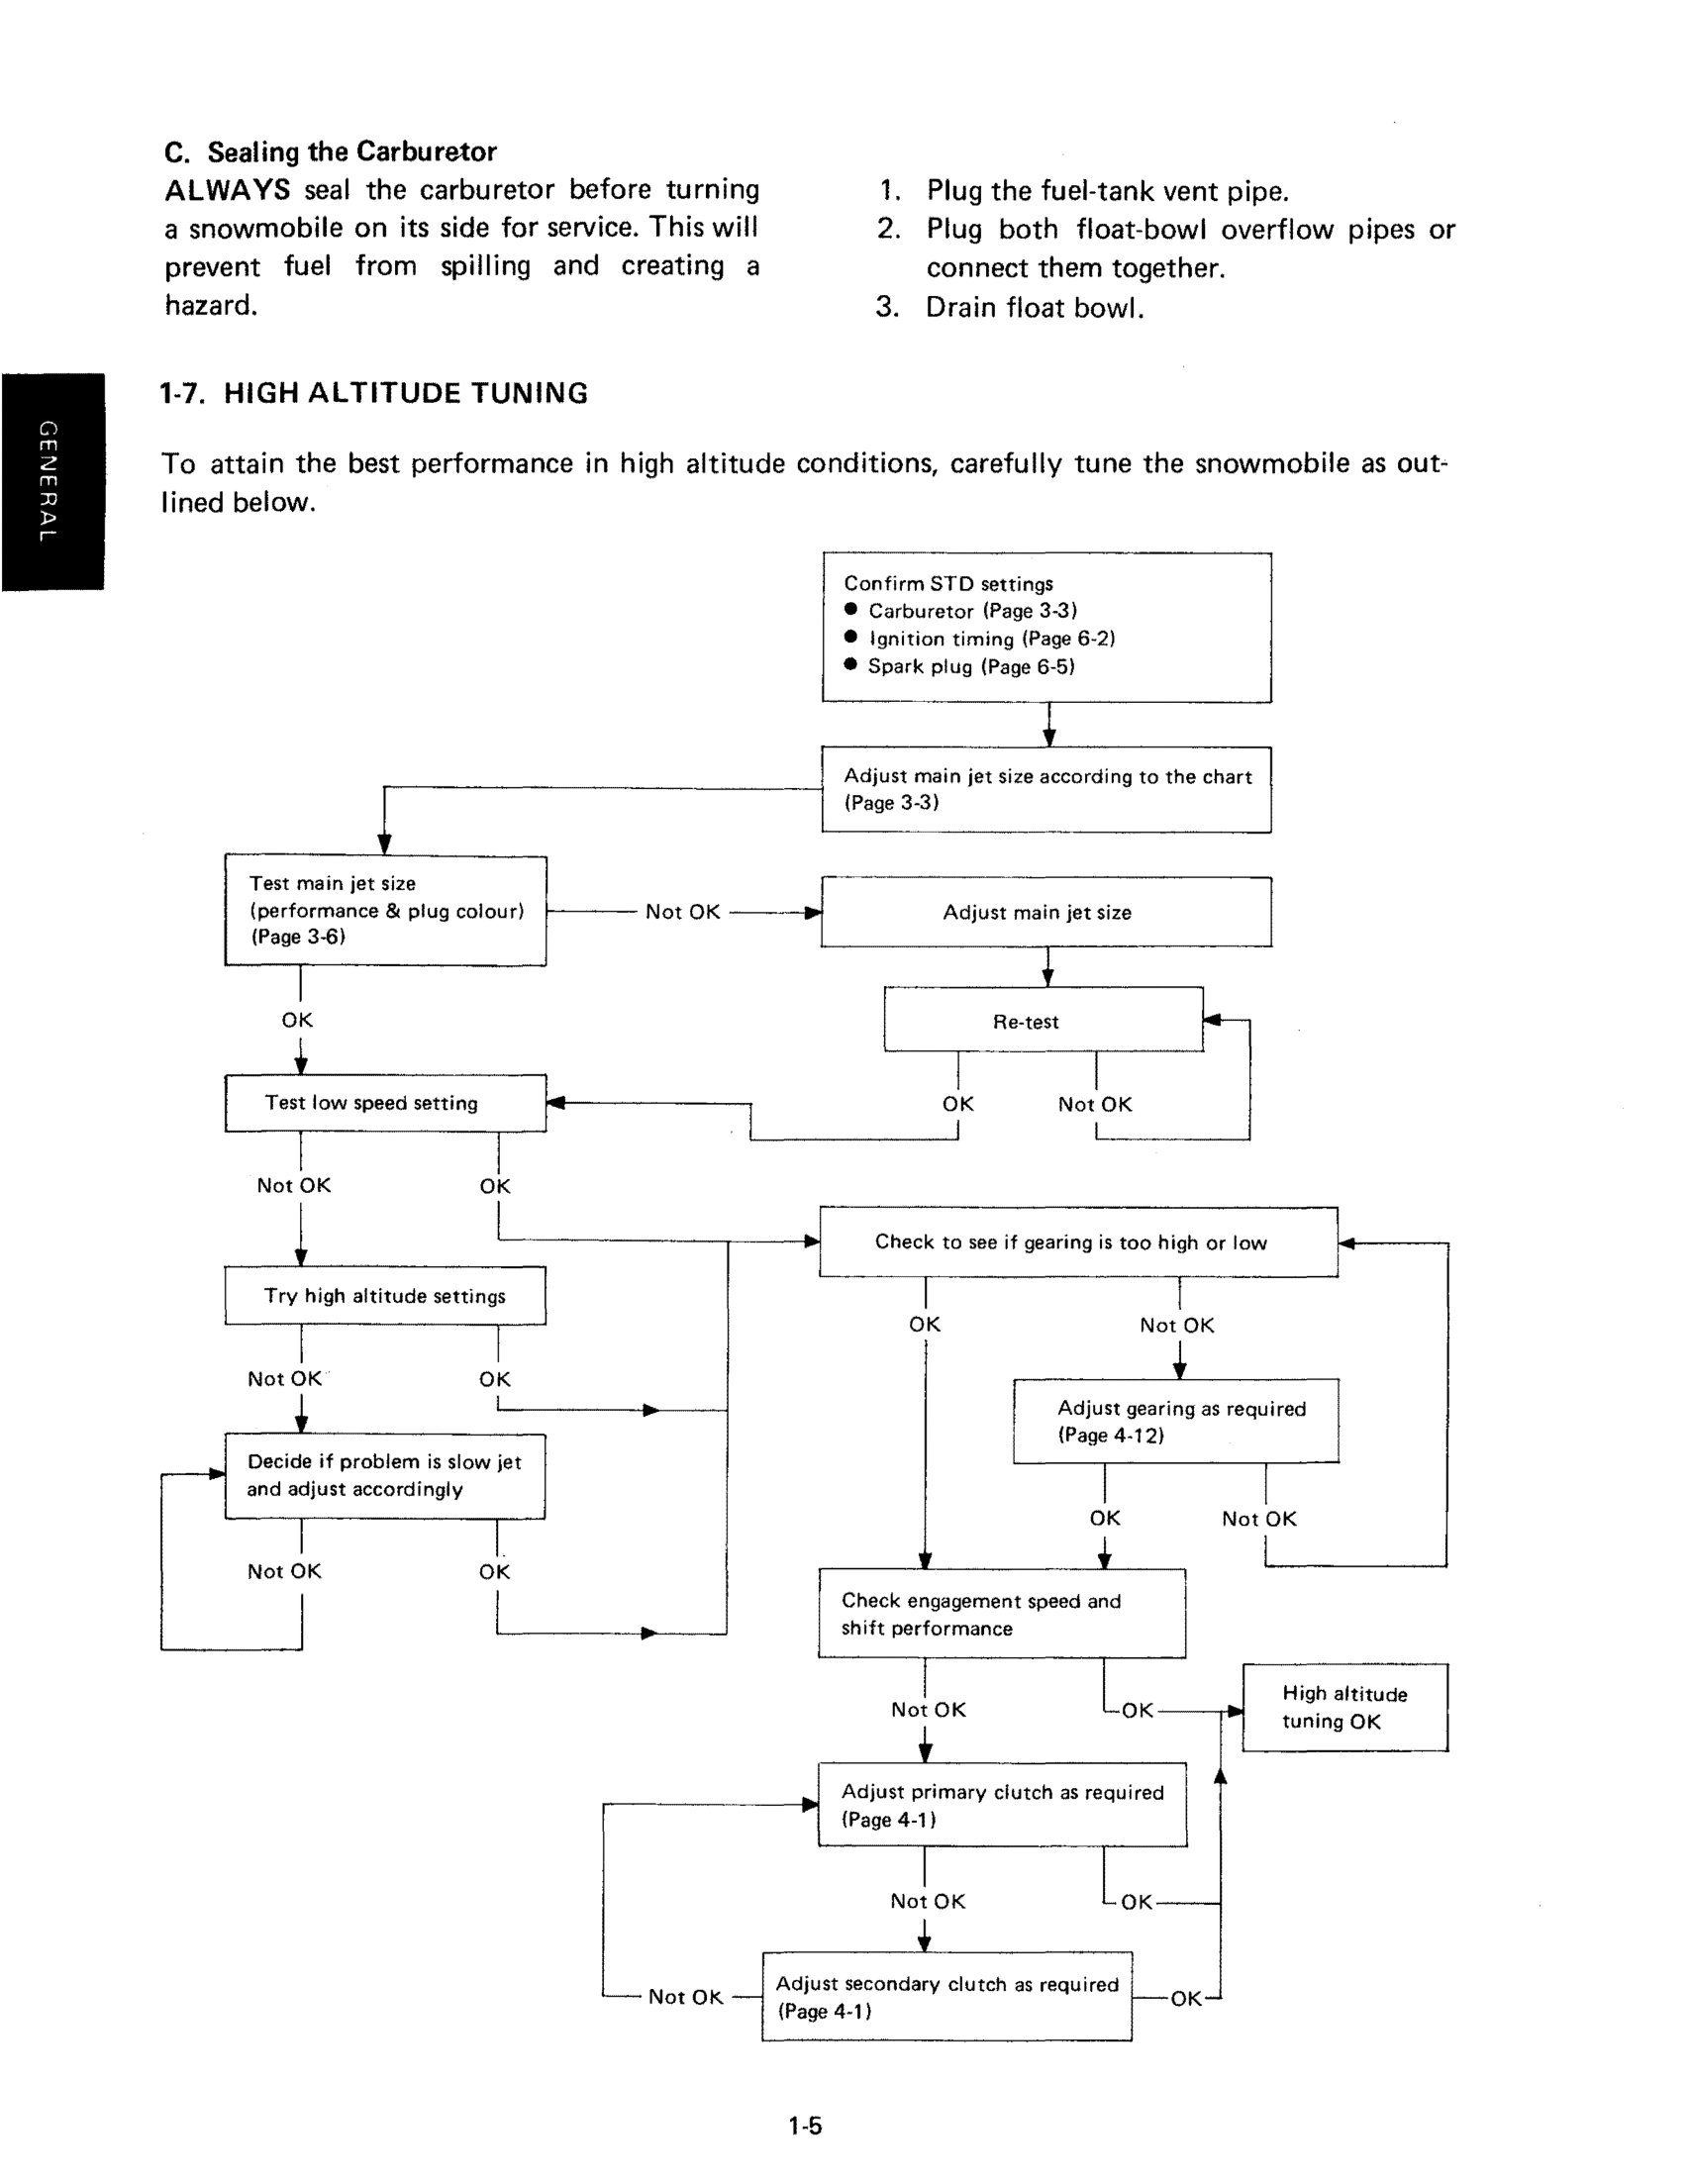 C. Sealing the Carburetor
ALWAYS seal the carburetor before turning
a snowmobile on its side for service. This will
prevent fuel from spilling and creating a
hazard.
1. Plug the fuel-tank vent pipe.
2. Plug both float-bowl overflow pipes or
connect them together.
3. Drain float bowl.
GENERAL
1-7. HIGH ALTITUDE TUNING
To attain the best performance in high altitude conditions, carefully tune the snowmobile as out-
lined below.
Confirm STD settings
● Carburetor (Page 3-3)
● Ignition timing (Page 6-2)
● Spark plug (Page 6-5)
Adjust main jet size according to the chart
(Page 3-3)
Test main jet size
(performance & plug colour)
(Page 3-6)
Not OK
Adjust main jet size
OK
Re-test
Test low speed setting
OK
Not OK
Not OK
OK
Check to see if gearing is too high or low
Try high altitude settings
OK
Not OK
Not OK
OK
Adjust gearing as required
(Page 4-12)
Decide if problem is slow jet
and adjust accordingly
OK
Not OK
Not OK
OK
Check engagement speed and
shift performance
Not OK
OK
High altitude
tuning OK
Adjust primary clutch as required
(Page 4-1)
Not OK
OK
Not OK
Adjust secondary clutch as required
(Page 4-1)
OK
1-5